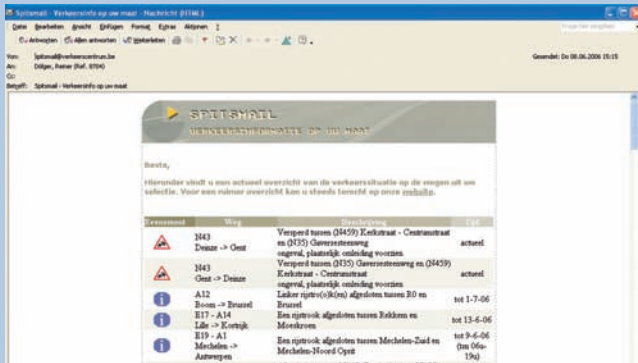 Spitsmail - Verkeersinfo op uw maat - Nachricht (HTML)
Datei Bearbeiten Ansicht Einfügen Format Extras Aktionen ?
Antworten Allen antworten Weiterleiten
Von: Spitsmail@verkeerscentrum.be Gesendet: Do 08.06.2006 15:15
An: Dölger, Reiner (Ref. 8704)
Cc:
Betreff: Spitsmail - Verkeersinfo op uw maat
SPITSMAIL
VERKEERSINFORMATIE OP UW MAAT
Beste,
Hieronder vindt u een actueel overzicht van de verkeerssituatie op de wegen uit uw
selectie. Voor een ruimer overzicht kan u steeds terecht op onze website.
Evenement Weg Beschrijving Tijd
N43 Deinze -> Gent Versperd tussen (N459) Kerkstraat - Centrumstraat
en (N35) Gaversesteenweg actueel
ongeval, plaatselijk omleiding voorzien
N43 Gent -> Deinze Versperd tussen (N35) Gaversesteenweg en (N459)
Kerkstraat - Centrumstraat actueel
ongeval, plaatselijk omleiding voorzien
A12 Boom -> Brussel Linker rijstro(o)k(en) afgesloten tussen R0 en
Brussel tot 1-7-06
E17 - A14 Een rijstrook afgesloten tussen Rekkem en
Lille -> Kortrijk Moeskroen tot 13-6-06
E19 - A1 tot 9-6-06
Mechelen -> Een rijstrook afgesloten tussen Mechelen-Zuid en (tss 06u-
Antwerpen Mechelen-Noord Oprit 19u)